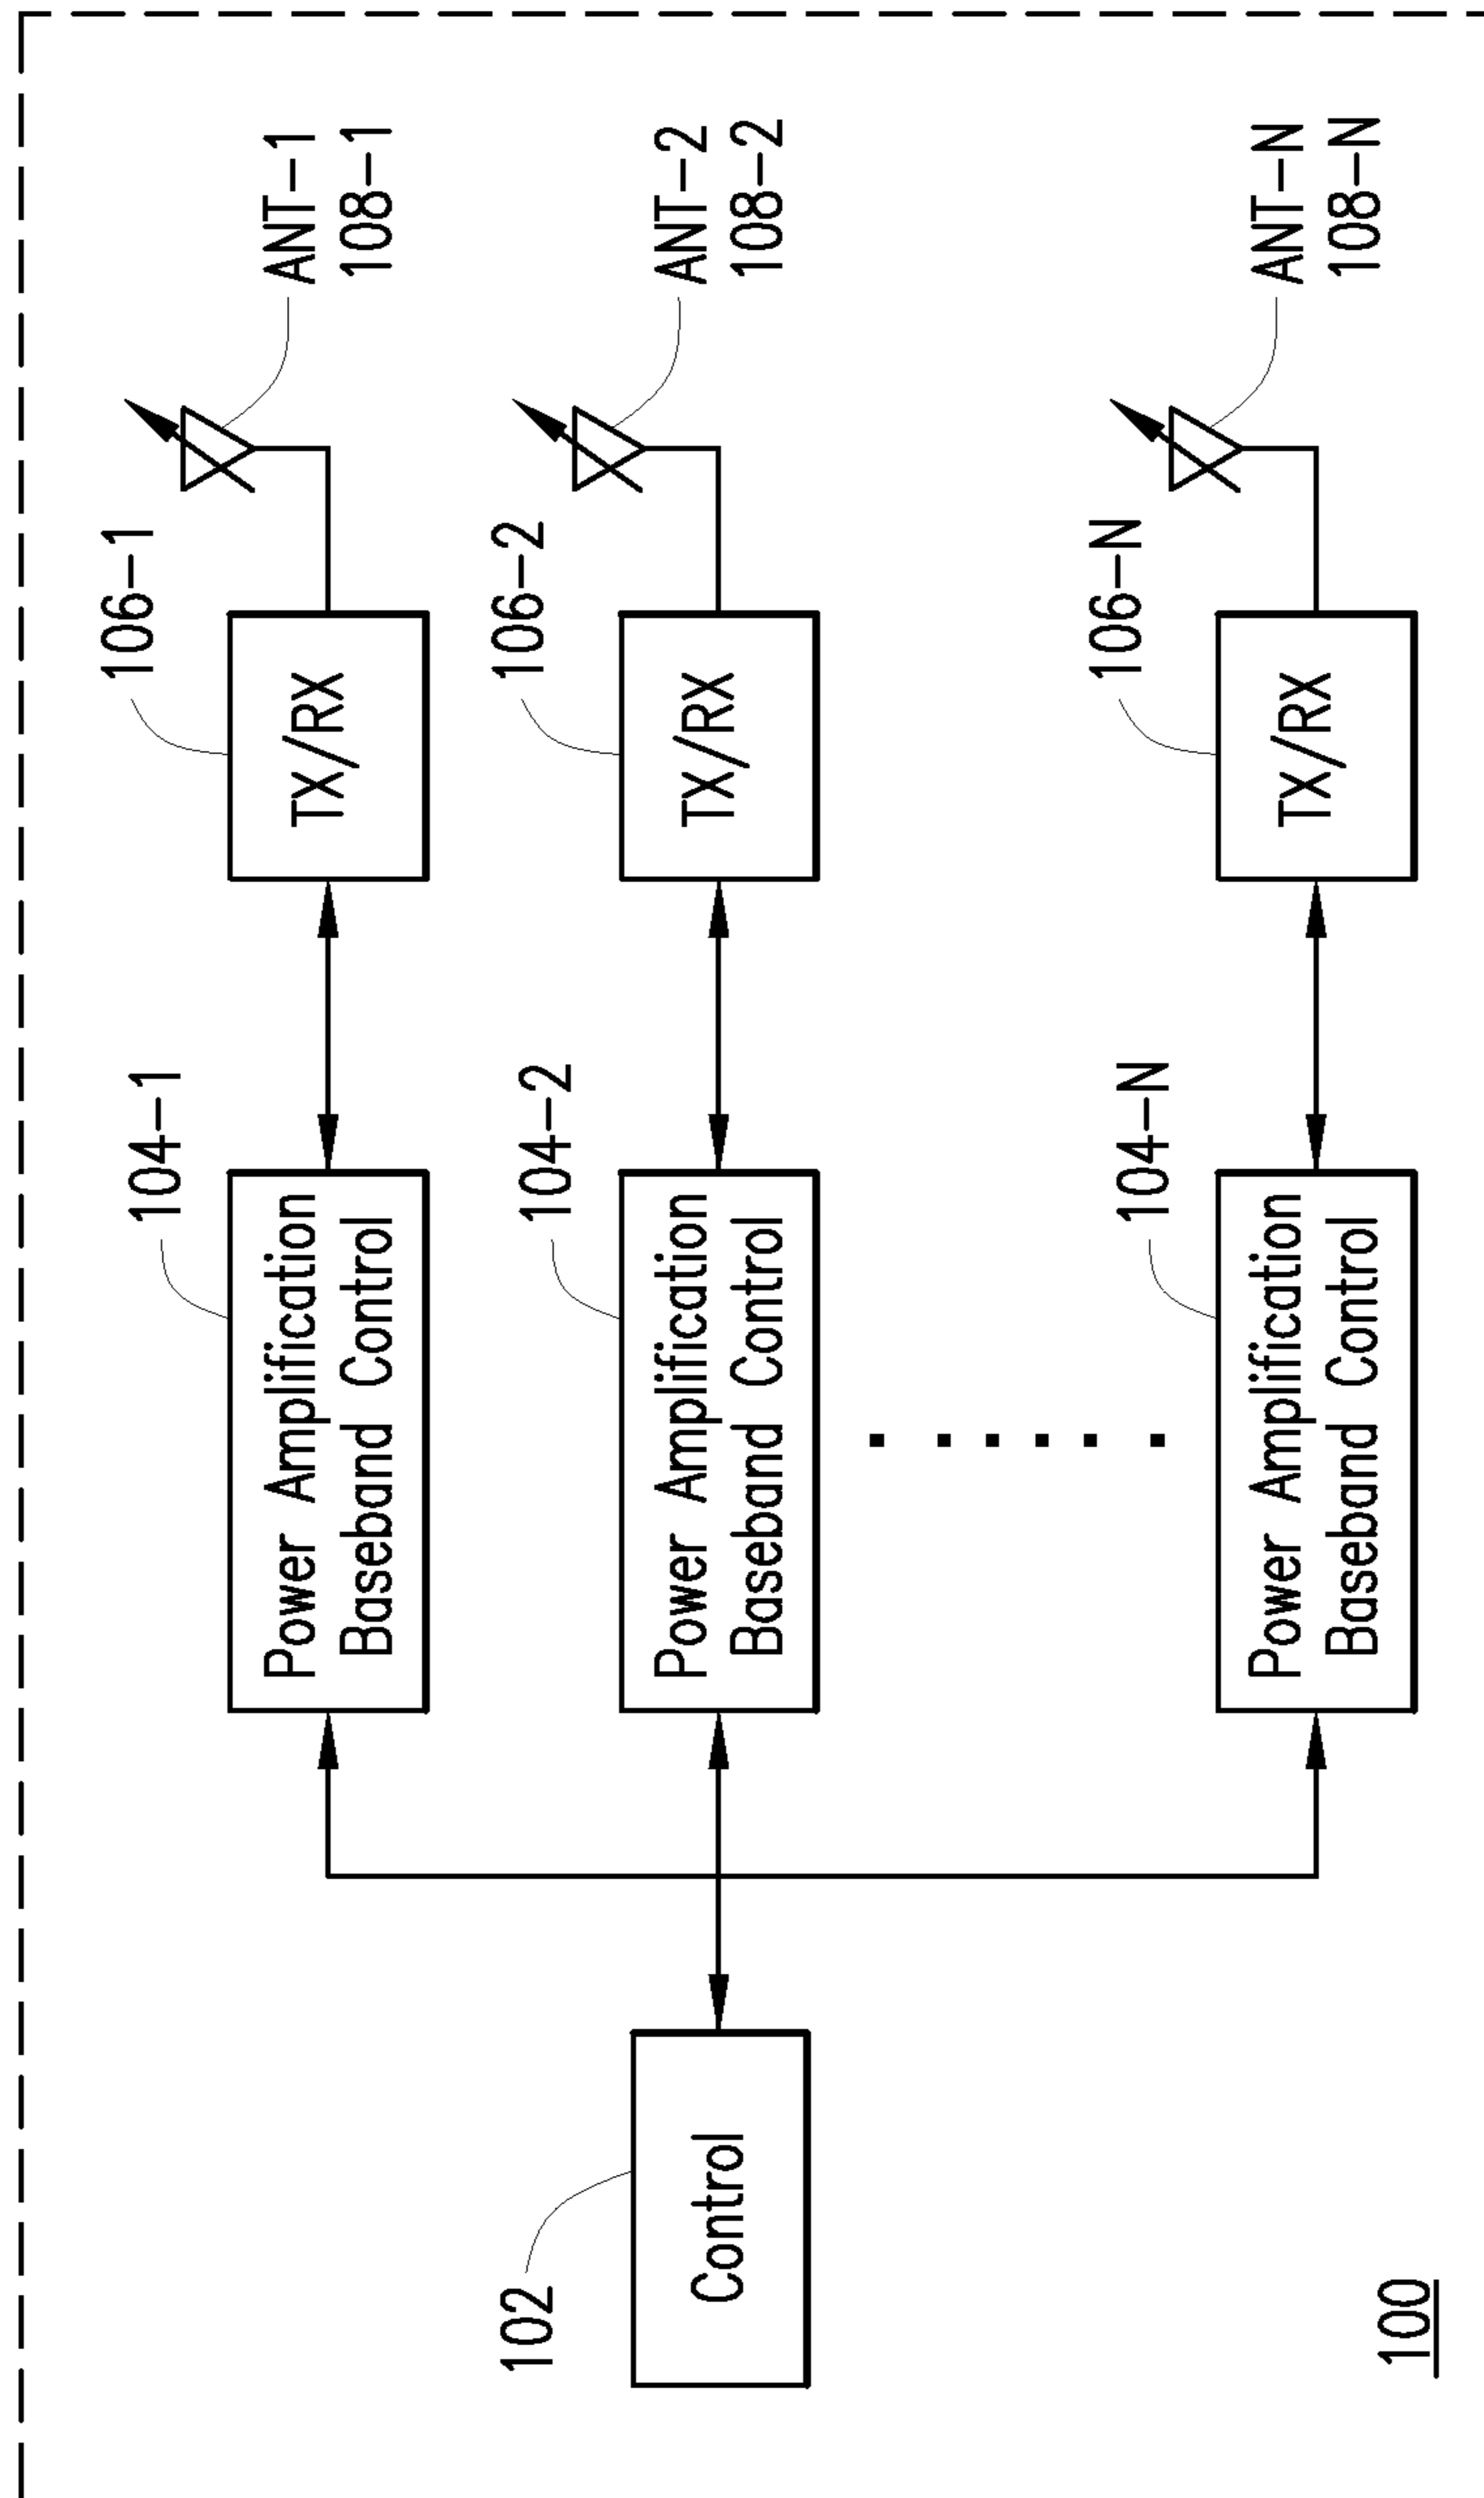 102
Control
104-1
Power Amplification
Baseband Control
106-1
TX/RX
ANT-1
108-1
104-2
Power Amplification
Baseband Control
106-2
TX/RX
ANT-2
108-2
104-N
Power Amplification
Baseband Control
106-N
TX/RX
ANT-N
108-N
100